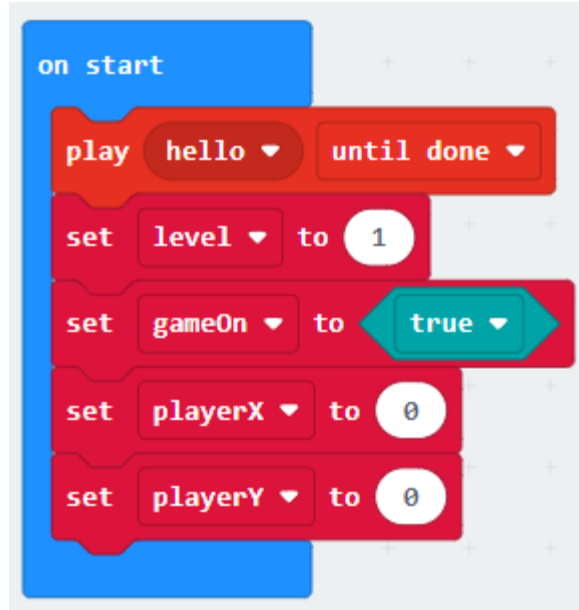 on start
play hello until done
set level to 1
set gameOn to true
set playerX to 0
set playerY to 0